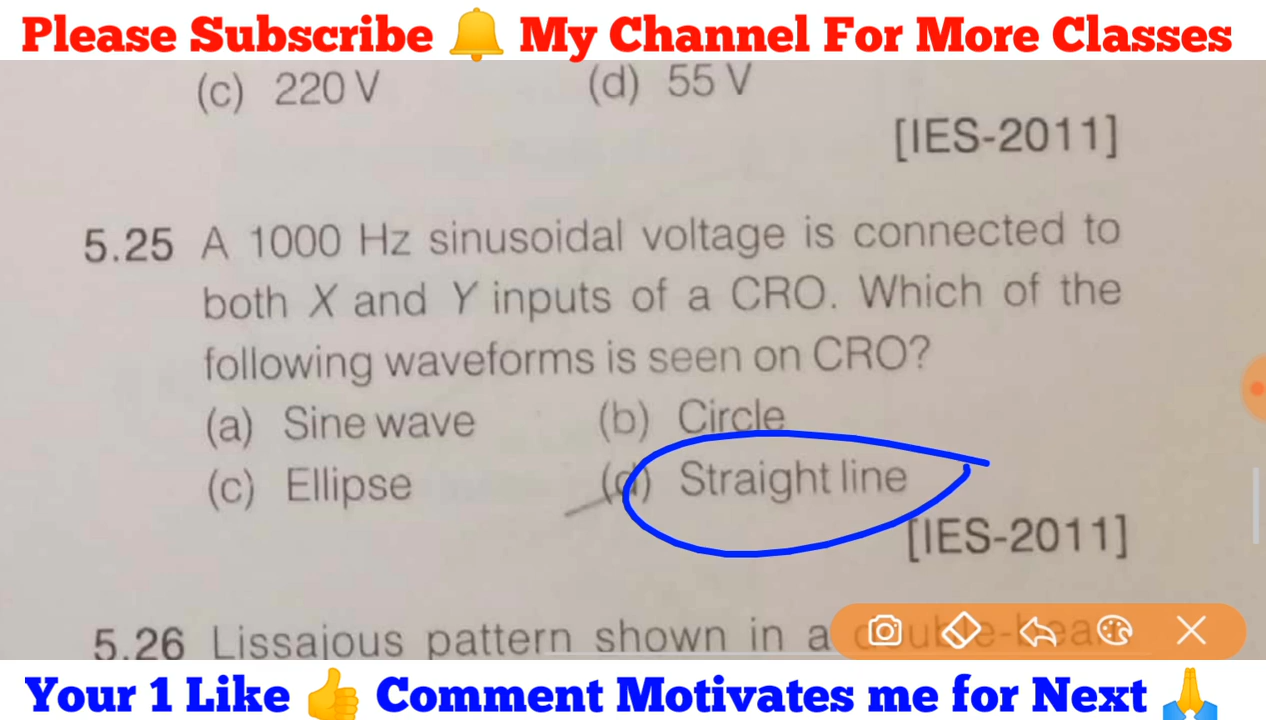 Please Subscribe 🔔 My Channel For More Classes
(c) 220 V (d) 55 V
[IES-2011]
5.25 A 1000 Hz sinusoidal voltage is connected to
both X and Y inputs of a CRO. Which of the
following waveforms is seen on CRO?
(a) Sine wave (b) Circle
(c) Ellipse (d) Straight line
[IES-2011]
5.26 Lissajous pattern shown in a double-beam
Your 1 Like 👍 Comment Motivates me for Next 🙏